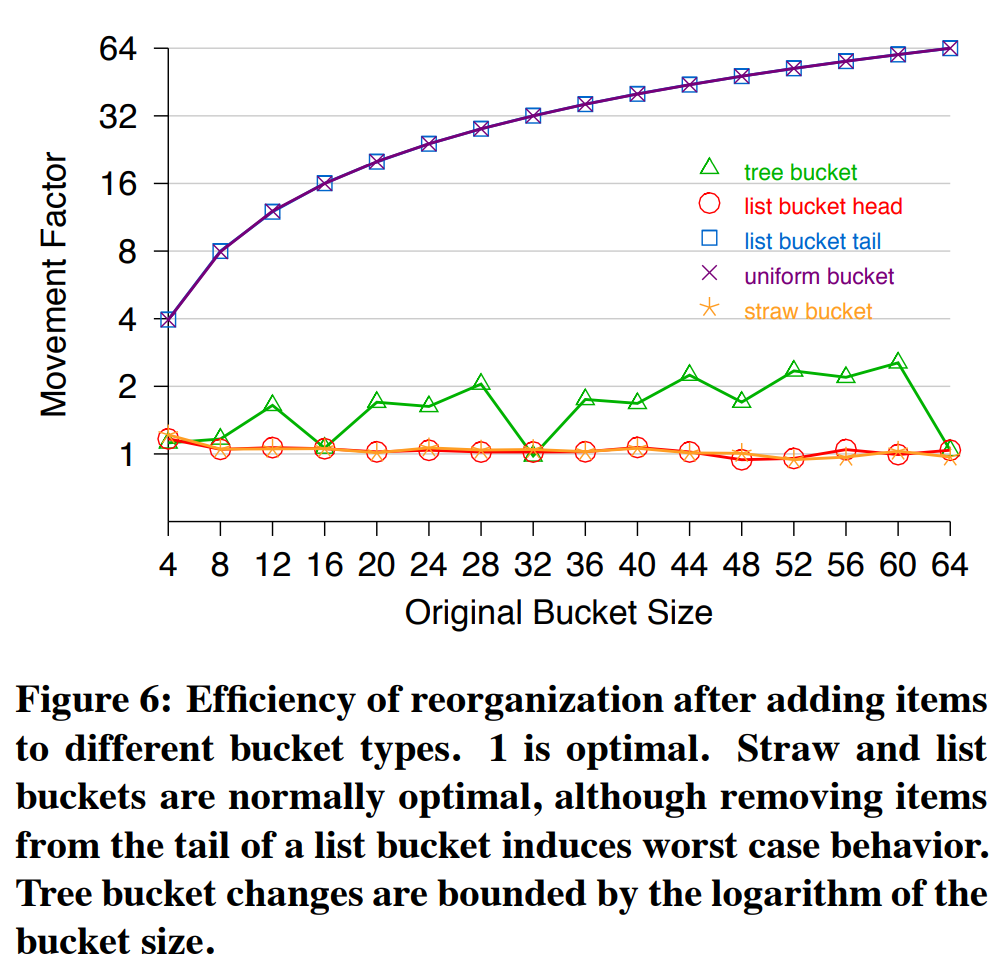 64
32
16
8
4
2
1
Movement Factor
tree bucket
list bucket head
list bucket tail
uniform bucket
straw bucket
4 8 12 16 20 24 28 32 36 40 44 48 52 56 60 64
Original Bucket Size
Figure 6: Efficiency of reorganization after adding items
to different bucket types. 1 is optimal. Straw and list
buckets are normally optimal, although removing items
from the tail of a list bucket induces worst case behavior.
Tree bucket changes are bounded by the logarithm of the
bucket size.